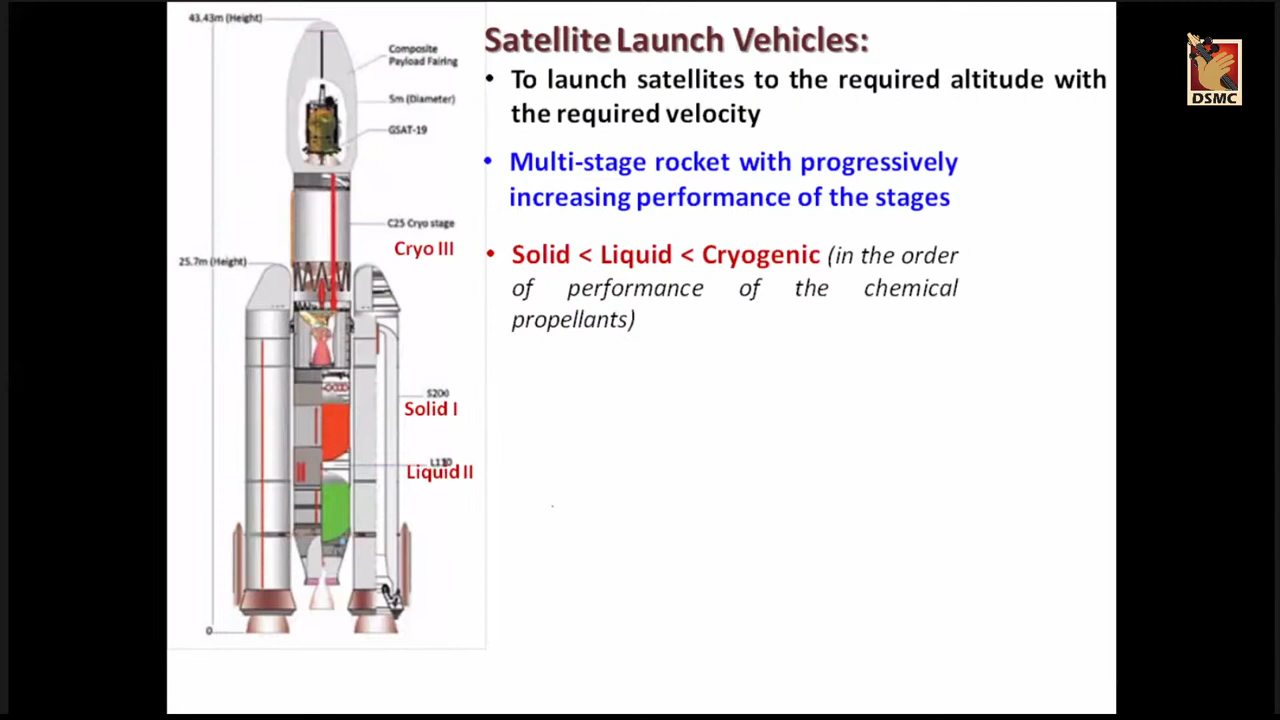 43.43m (Height)
Composite
Payload Fairing
5m (Diameter)
GSAT-19
C25 Cryo stage
Cryo III
25.7m (Height)
S200
Solid I
L110
Liquid II
0
Satellite Launch Vehicles:
• To launch satellites to the required altitude with
the required velocity
• Multi-stage rocket with progressively
increasing performance of the stages
• Solid < Liquid < Cryogenic (in the order
of performance of the chemical
propellants)
DSMC